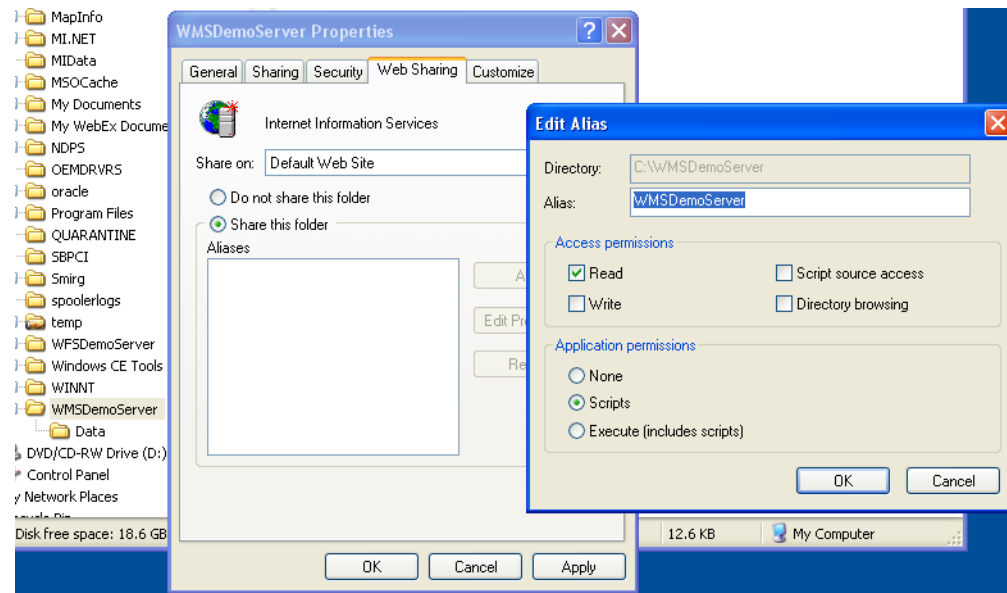 MapInfo
MI.NET
MIData
MSOCache
My Documents
My WebEx Docume
NDPS
OEMDRVRS
oracle
Program Files
QUARANTINE
SBPCI
Smirg
spoolerlogs
temp
WFSDemoServer
Windows CE Tools
WINNT
WMSDemoServer
Data
DVD/CD-RW Drive (D:)
Control Panel
y Network Places
Disk free space: 18.6 GB
12.6 KB
My Computer
WMSDemoServer Properties
General Sharing Security Web Sharing Customize
Internet Information Services
Share on: Default Web Site
Do not share this folder
Share this folder
Aliases
A
Edit Pr
Re
OK Cancel Apply
Edit Alias
Directory: C:\WMSDemoServer
Alias: WMSDemoServer
Access permissions
Read Script source access
Write Directory browsing
Application permissions
None
Scripts
Execute (includes scripts)
OK Cancel